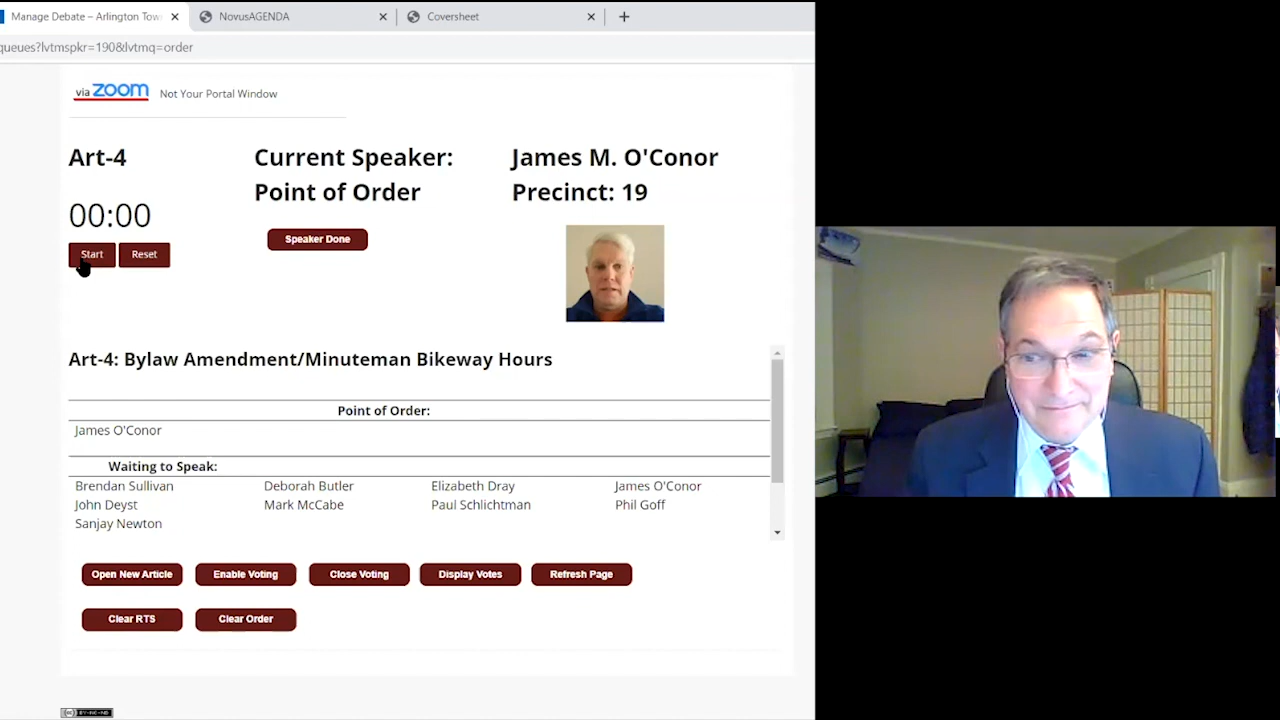 Manage Debate – Arlington Tow
NovusAGENDA
Coversheet
queues?lvtmspkr=190&lvtmq=order
via zoom Not Your Portal Window
Art-4
Current Speaker:
James M. O'Conor
Point of Order
Precinct: 19
00:00
Speaker Done
Start
Reset
Art-4: Bylaw Amendment/Minuteman Bikeway Hours
Point of Order:
James O'Conor
Waiting to Speak:
Brendan Sullivan Deborah Butler Elizabeth Dray James O'Conor
John Deyst Mark McCabe Paul Schlichtman Phil Goff
Sanjay Newton
Open New Article Enable Voting Close Voting Display Votes Refresh Page
Clear RTS Clear Order
BY-NC-ND